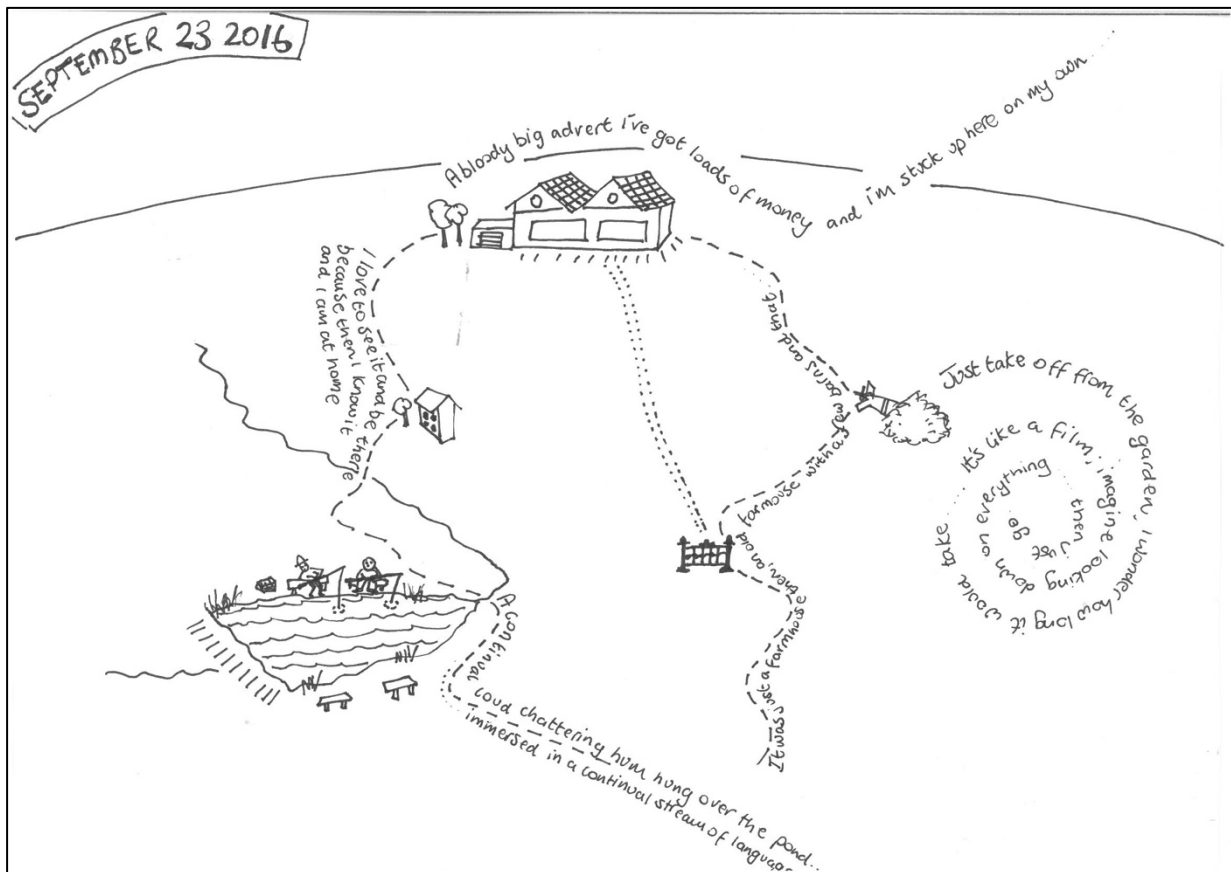 SEPTEMBER 23 2016
A bloody big advert i've got loads of money and i'm stuck up here on my own ...
I love to see it and be there
because then I know it
and I am at home
It was just a farmhouse then, an old farmouse with a few barns and that ...
Just take off from the garden, I wonder how long it would take ...
It's like a film, imagine looking down on everything ... then just go
A continual loud chattering hum hung over the pond...
immersed in a continual stream of language